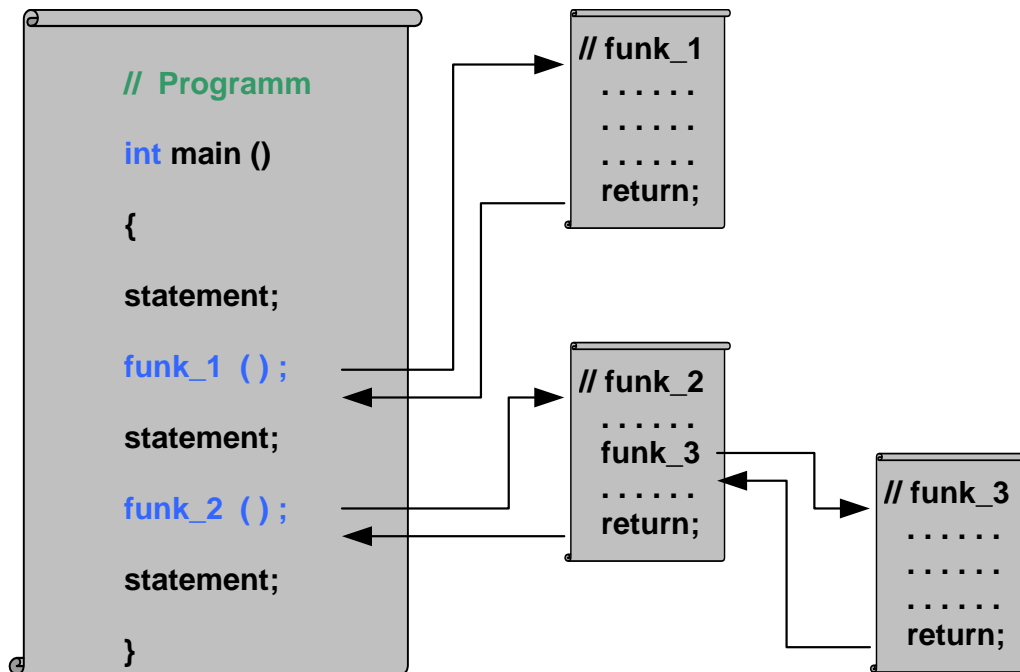 // Programm
int main ()
{
statement;
funk_1 ( ) ;
statement;
funk_2 ( ) ;
statement;
}
// funk_1
. . . . . .
. . . . . .
. . . . . .
return;
// funk_2
. . . . . .
funk_3
. . . . . .
return;
// funk_3
. . . . . .
. . . . . .
. . . . . .
return;